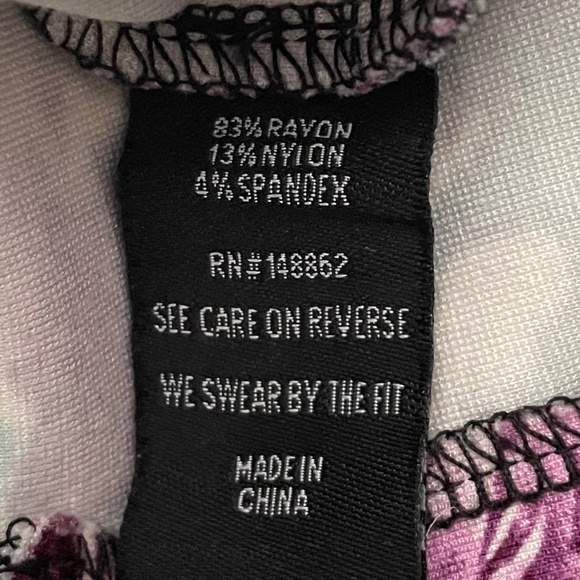 83% RAYON
13% NYLON
4% SPANDEX
RN# 148862
SEE CARE ON REVERSE
WE SWEAR BY THE FIT
MADE IN
CHINA